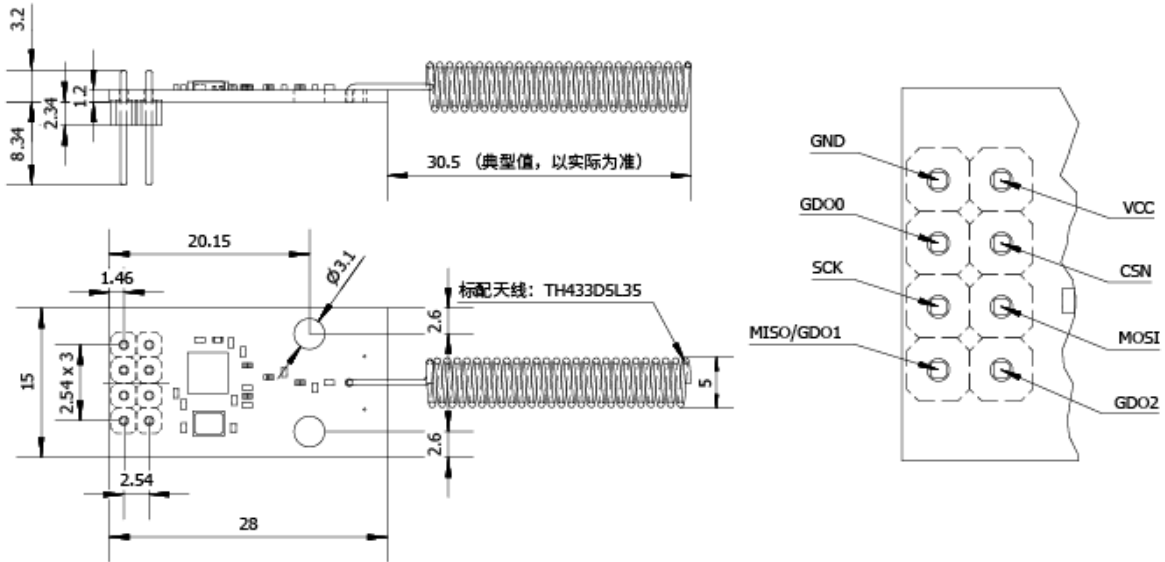 3.2
1.2
2.34
8.34
30.5 （典型值，以实际为准）
20.15
Ø3.1
1.46
标配天线：TH433D5L35
2.6
15
2.54 x 3
5
2.6
2.54
28
GND
VCC
GDO0
CSN
SCK
MOSI
MISO/GDO1
GDO2